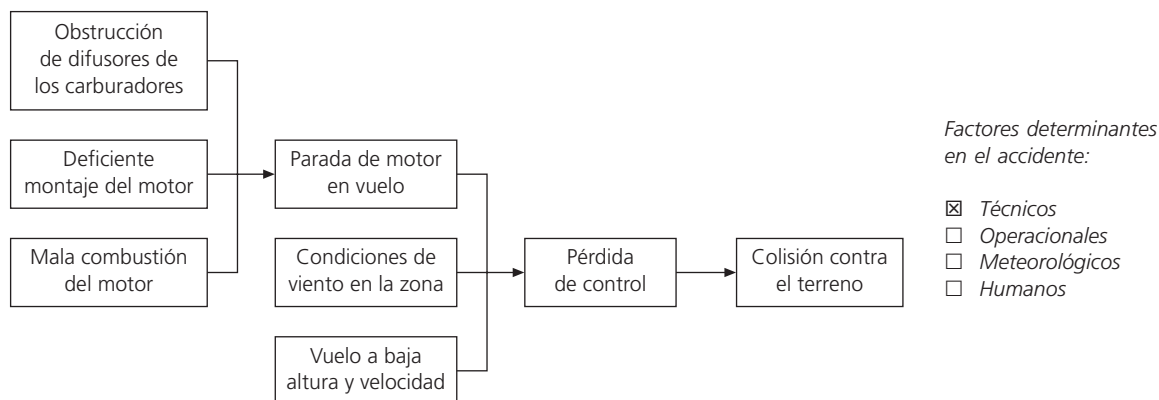 Obstrucción
de difusores de
los carburadores
Deficiente
montaje del motor
Mala combustión
del motor
Parada de motor
en vuelo
Condiciones de
viento en la zona
Vuelo a baja
altura y velocidad
Pérdida
de control
Colisión contra
el terreno
Factores determinantes
en el accidente:
☒ Técnicos
☐ Operacionales
☐ Meteorológicos
☐ Humanos